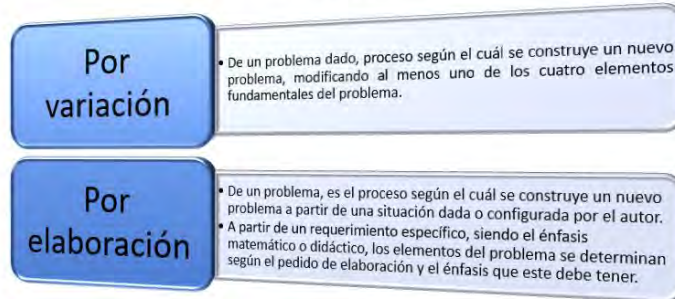 Por
variación
• De un problema dado, proceso según el cuál se construye un nuevo
problema, modificando al menos uno de los cuatro elementos
fundamentales del problema.
Por
elaboración
• De un problema, es el proceso según el cuál se construye un nuevo
problema a partir de una situación dada o configurada por el autor.
• A partir de un requerimiento específico, siendo el énfasis
matemático o didáctico, los elementos del problema se determinan
según el pedido de elaboración y el énfasis que este debe tener.